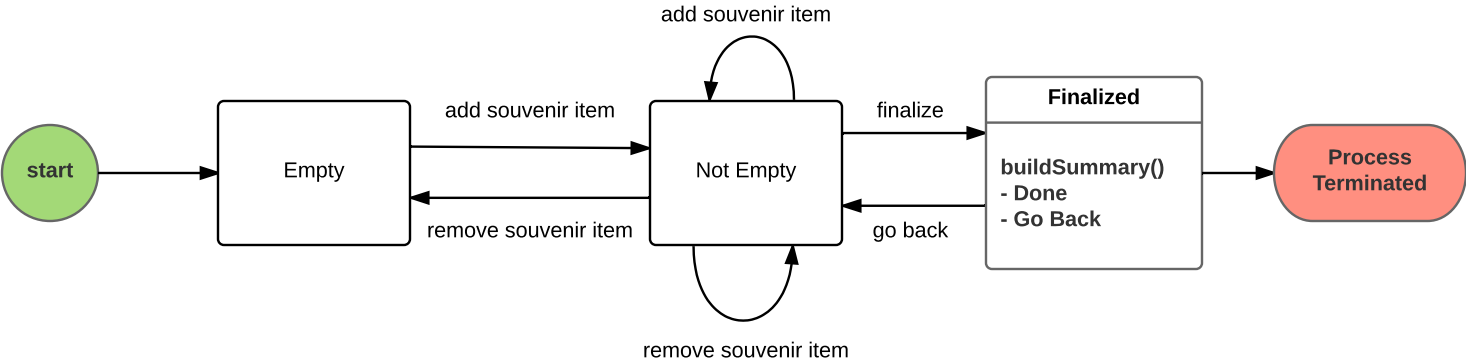 add souvenir item
add souvenir item
finalize
Finalized
start
Empty
Not Empty
buildSummary()
- Done
- Go Back
Process
Terminated
remove souvenir item
go back
remove souvenir item